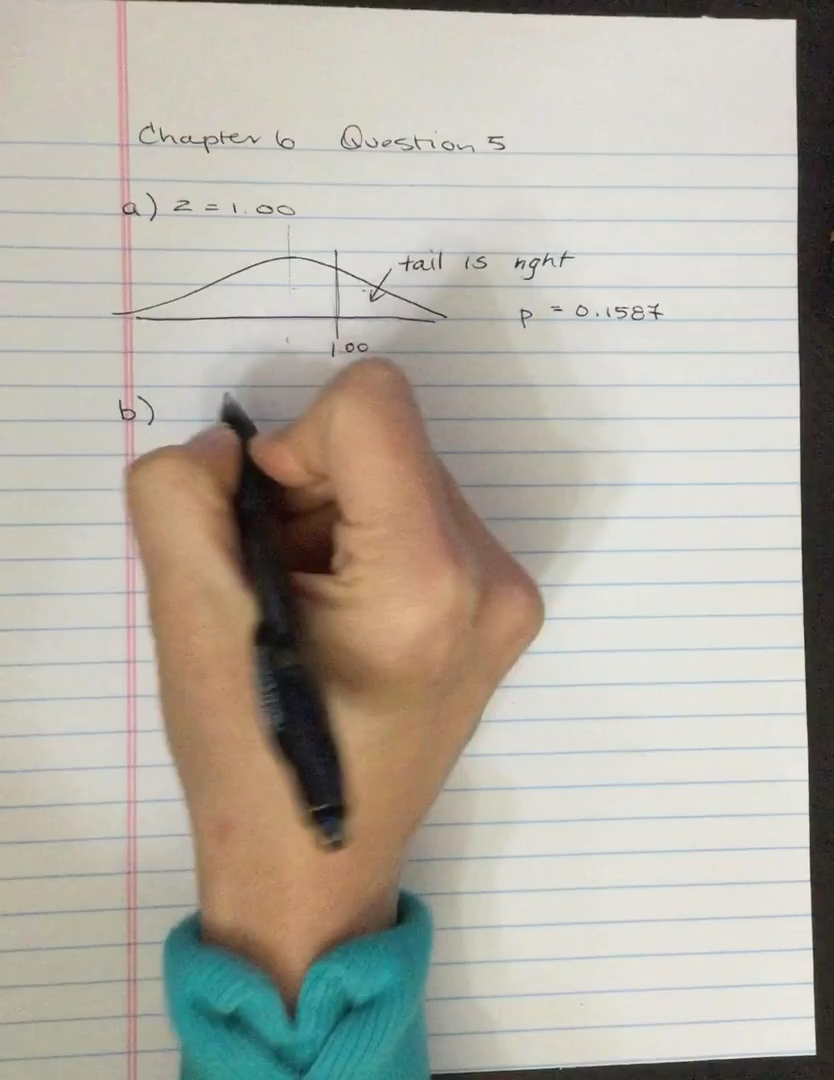 Chapter 6 Question 5
a) z = 1.00
tail is right
p = 0.1587
1.00
b)